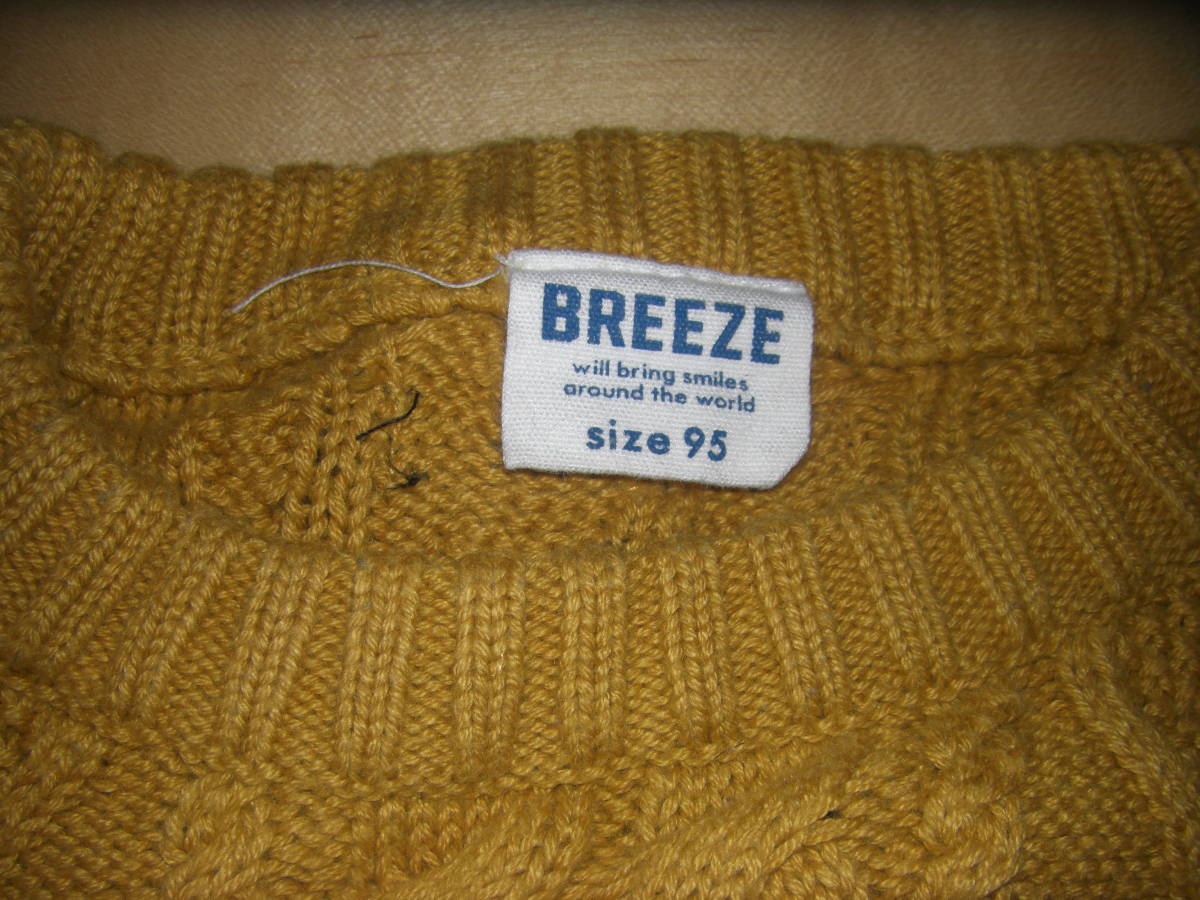 BREEZE
will bring smiles
around the world
size 95